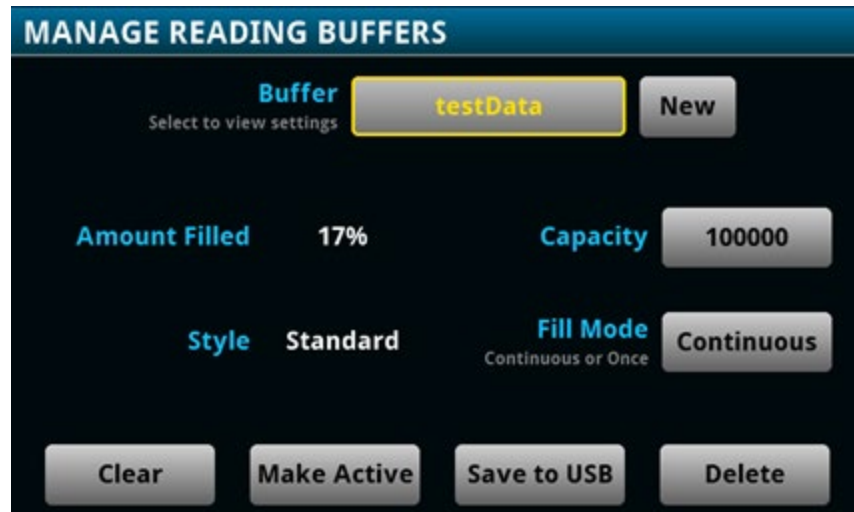 MANAGE READING BUFFERS
Buffer
Select to view settings
testData
New
Amount Filled
17%
Capacity
100000
Style
Standard
Fill Mode
Continuous or Once
Continuous
Clear
Make Active
Save to USB
Delete